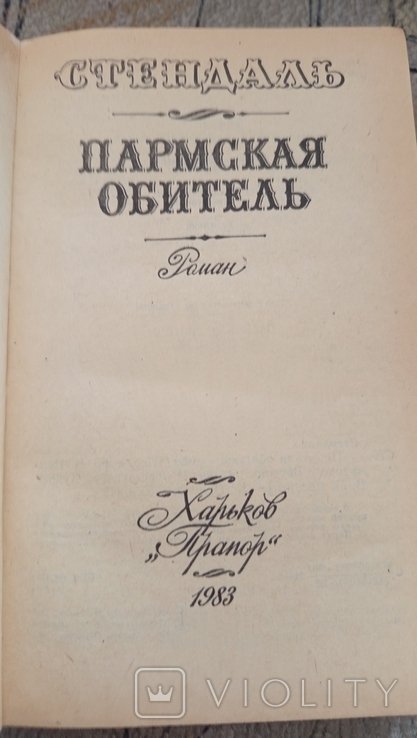 СТЕНДАЛЬ
ПАРМСКАЯ
ОБИТЕЛЬ
Роман
Харьков
„Прапор“
1983
VIOLITY